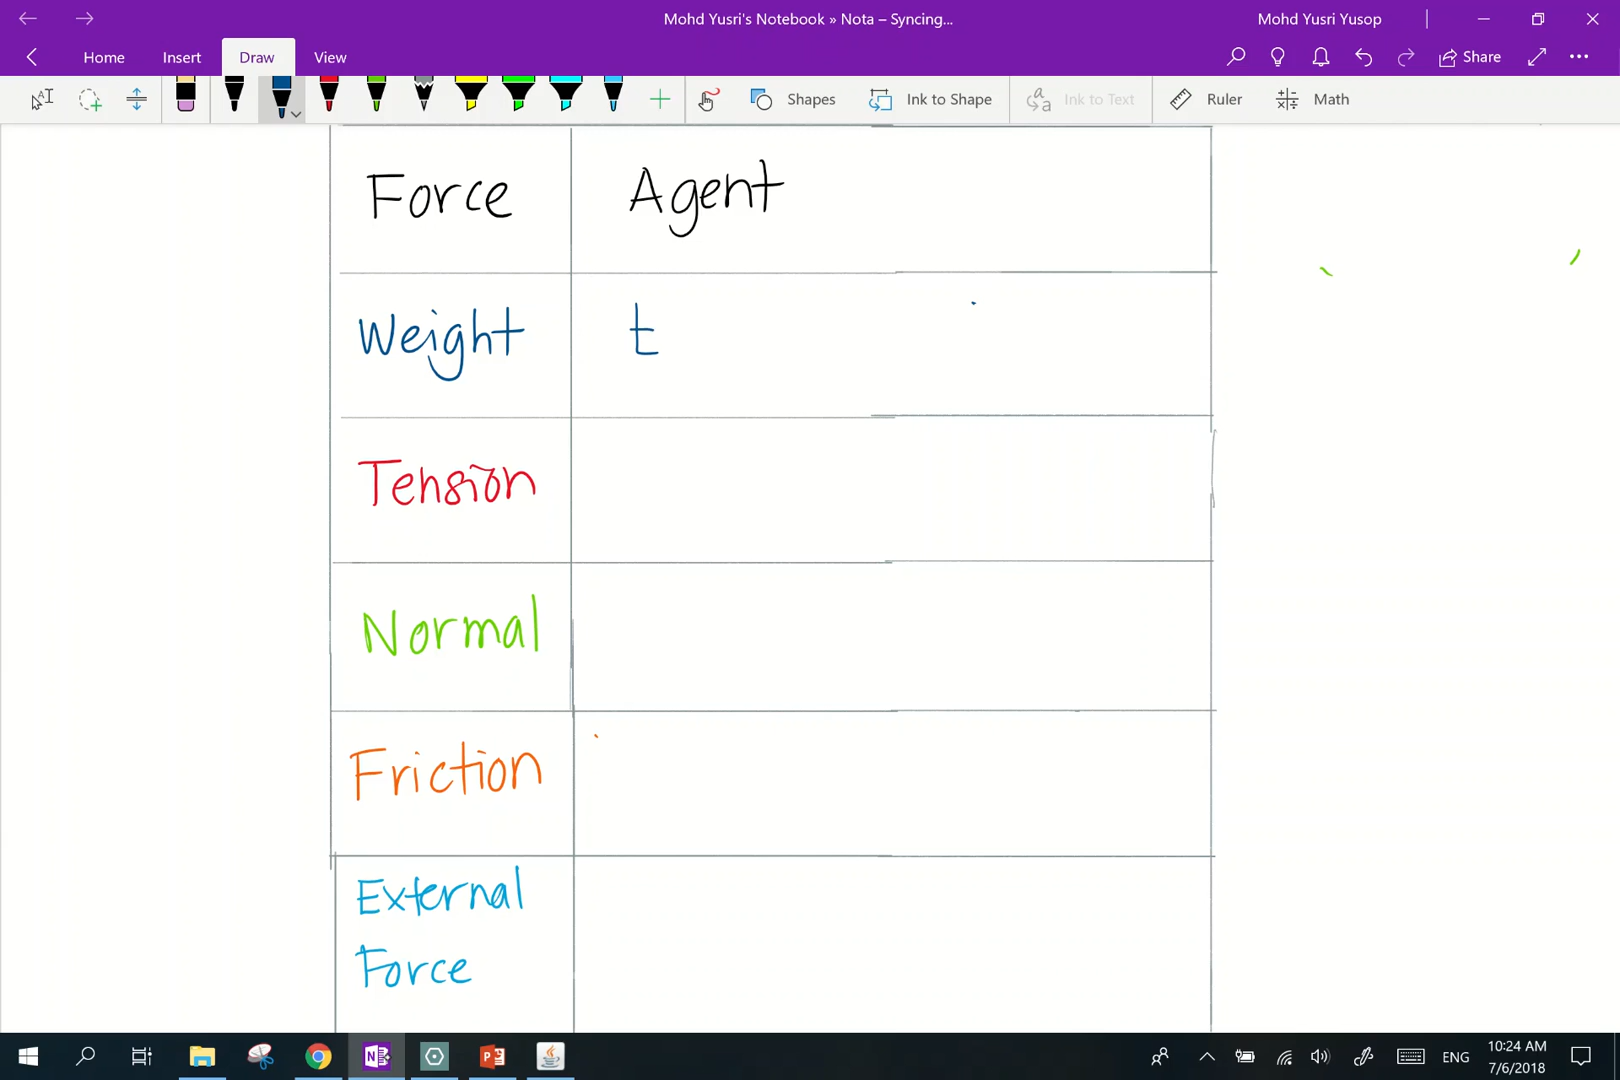 Mohd Yusri's Notebook » Nota – Syncing...
Mohd Yusri Yusop
Home Insert Draw View
Share
Shapes Ink to Shape Ink to Text Ruler Math
Force Agent
Weight t
Tension
Normal
Friction
External
Force
ENG
10:24 AM
7/6/2018